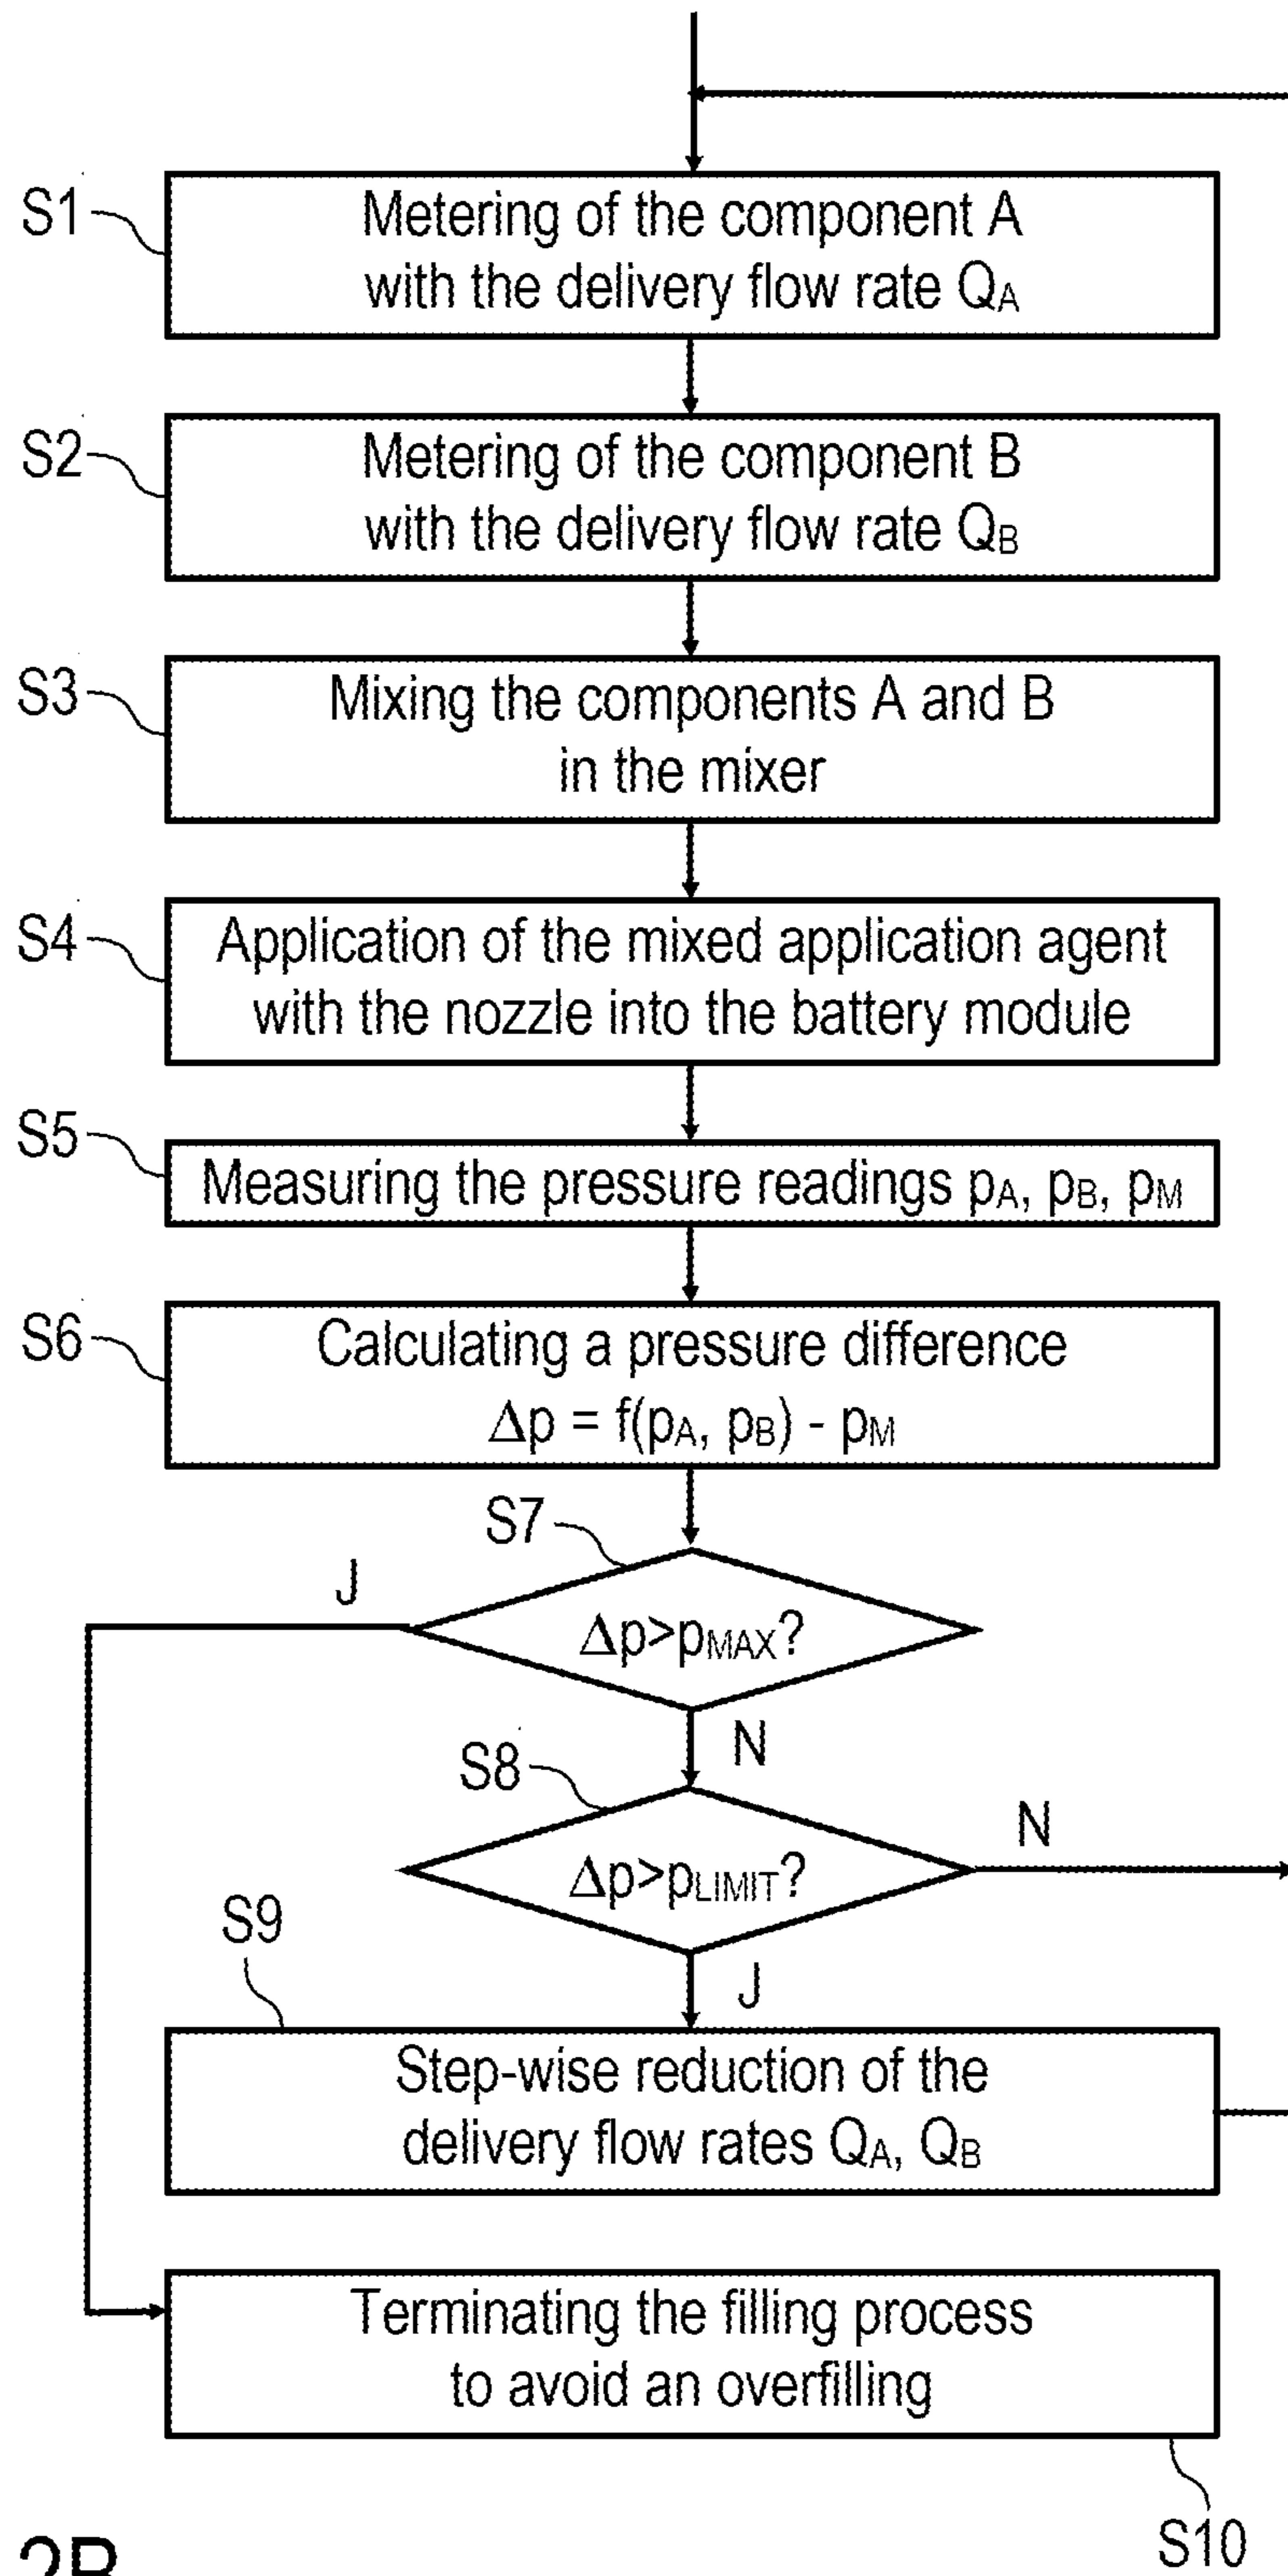 S1
Metering of the component A
with the delivery flow rate QA
S2
Metering of the component B
with the delivery flow rate QB
S3
Mixing the components A and B
in the mixer
S4
Application of the mixed application agent
with the nozzle into the battery module
S5
Measuring the pressure readings pA, pB, pM
S6
Calculating a pressure difference
Δp = f(pA, pB) - pM
S7
J
Δp>pMAX?
N
S8
N
Δp>pLIMIT?
J
S9
Step-wise reduction of the
delivery flow rates QA, QB
Terminating the filling process
to avoid an overfilling
S10